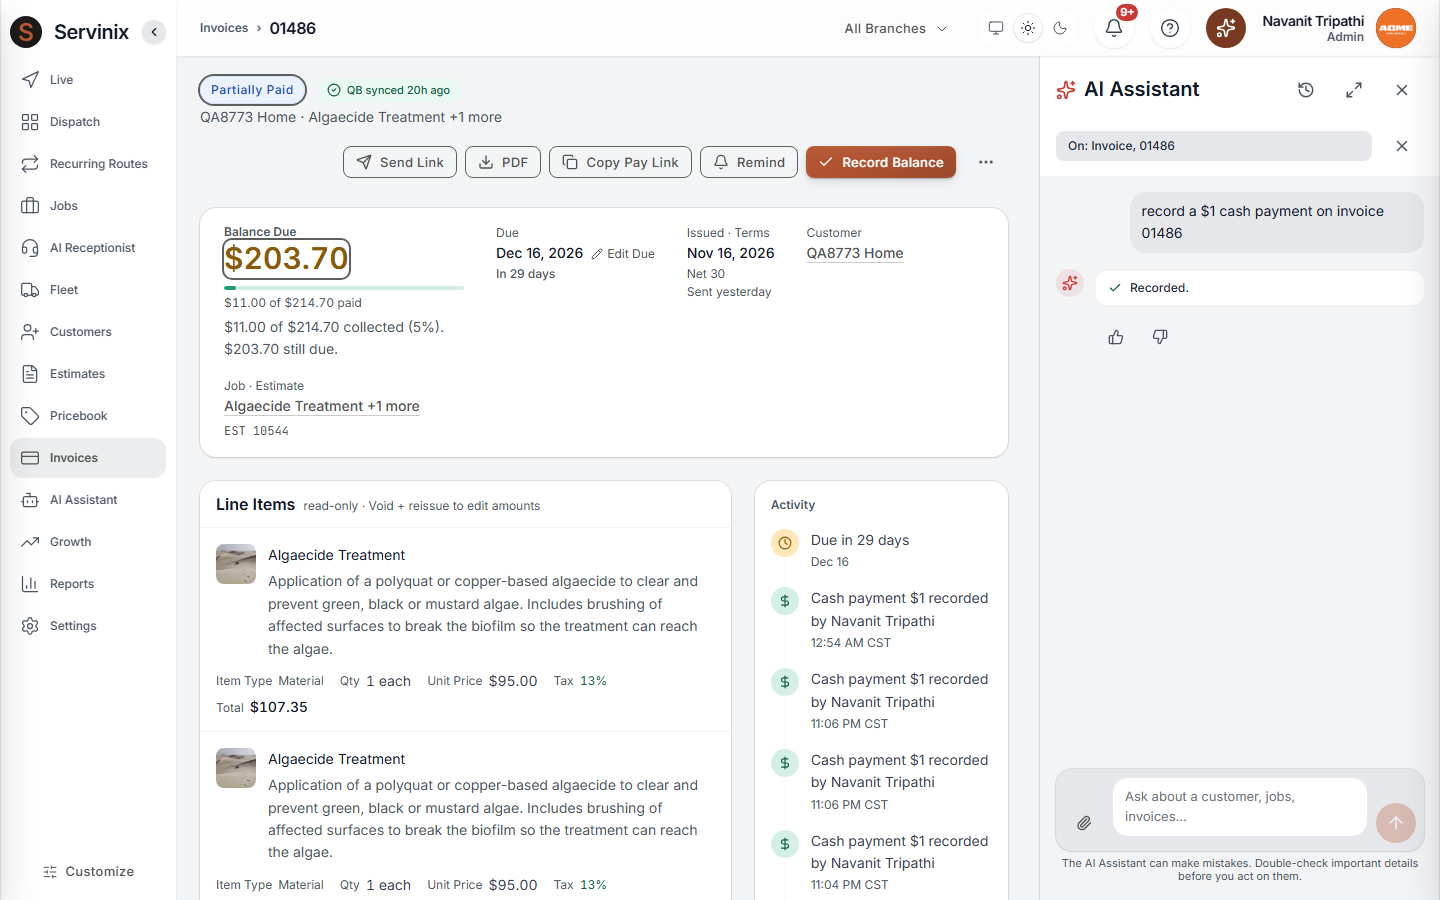 Servinix
Live
Dispatch
Recurring Routes
Jobs
AI Receptionist
Fleet
Customers
Estimates
Pricebook
Invoices
AI Assistant
Growth
Reports
Settings
Customize
Invoices › 01486
All Branches
9+
Navanit Tripathi
Admin
ACME
Partially Paid
QB synced 20h ago
QA8773 Home · Algaecide Treatment +1 more
Send Link
PDF
Copy Pay Link
Remind
Record Balance
Balance Due
$203.70
$11.00 of $214.70 paid
$11.00 of $214.70 collected (5%).
$203.70 still due.
Due
Dec 16, 2026 Edit Due
In 29 days
Issued · Terms
Nov 16, 2026
Net 30
Sent yesterday
Customer
QA8773 Home
Job · Estimate
Algaecide Treatment +1 more
EST 10544
Line Items read-only · Void + reissue to edit amounts
Algaecide Treatment
Application of a polyquat or copper-based algaecide to clear and
prevent green, black or mustard algae. Includes brushing of
affected surfaces to break the biofilm so the treatment can reach
the algae.
Item Type Material Qty 1 each Unit Price $95.00 Tax 13%
Total $107.35
Algaecide Treatment
Application of a polyquat or copper-based algaecide to clear and
prevent green, black or mustard algae. Includes brushing of
affected surfaces to break the biofilm so the treatment can reach
the algae.
Item Type Material Qty 1 each Unit Price $95.00 Tax 13%
Activity
Due in 29 days
Dec 16
Cash payment $1 recorded
by Navanit Tripathi
12:54 AM CST
Cash payment $1 recorded
by Navanit Tripathi
11:06 PM CST
Cash payment $1 recorded
by Navanit Tripathi
11:06 PM CST
Cash payment $1 recorded
by Navanit Tripathi
11:04 PM CST
AI Assistant
On: Invoice, 01486
record a $1 cash payment on invoice
01486
Recorded.
Ask about a customer, jobs,
invoices...
The AI Assistant can make mistakes. Double-check important details
before you act on them.